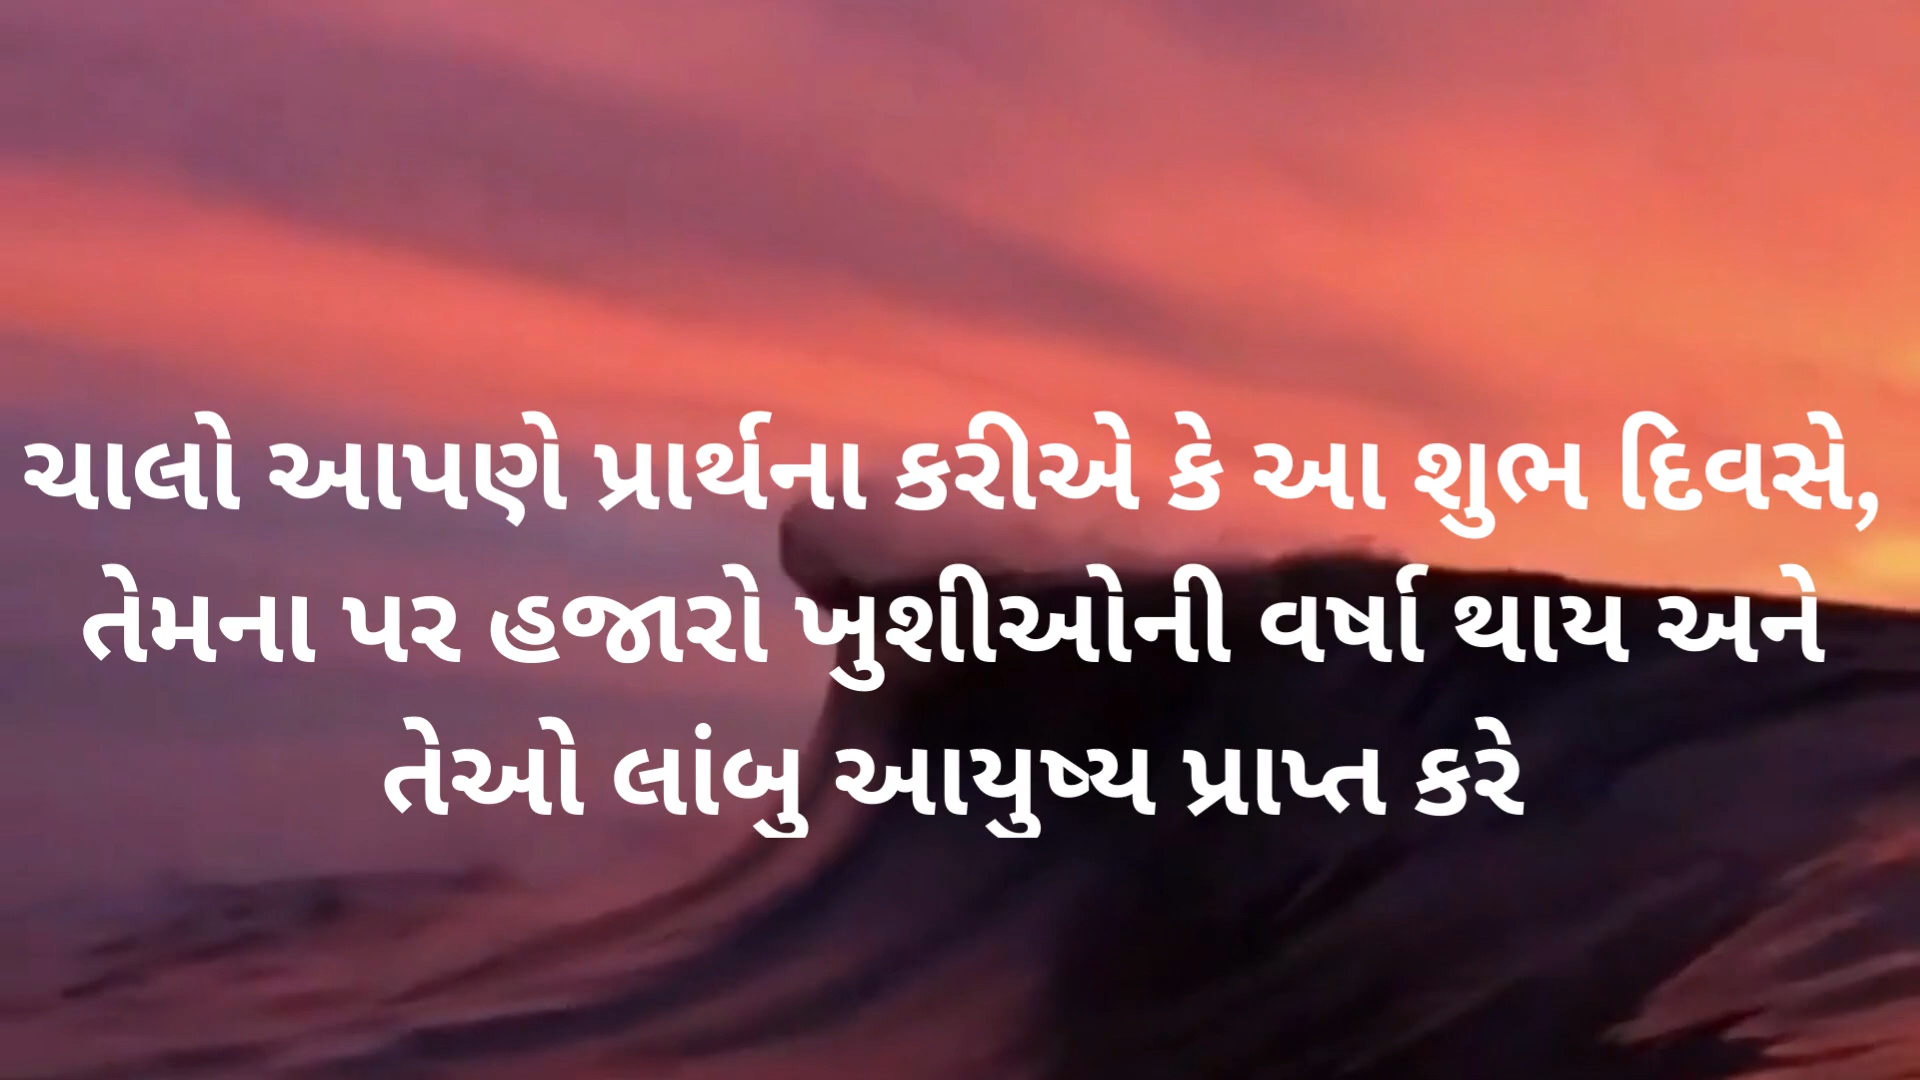 ચાલો આપણે પ્રાર્થના કરીએ કે આ શુભ દિવસે,
તેમના પર હજારો ખુશીઓની વર્ષા થાય અને
તેઓ લાંબુ આયુષ્ય પ્રાપ્ત કરે